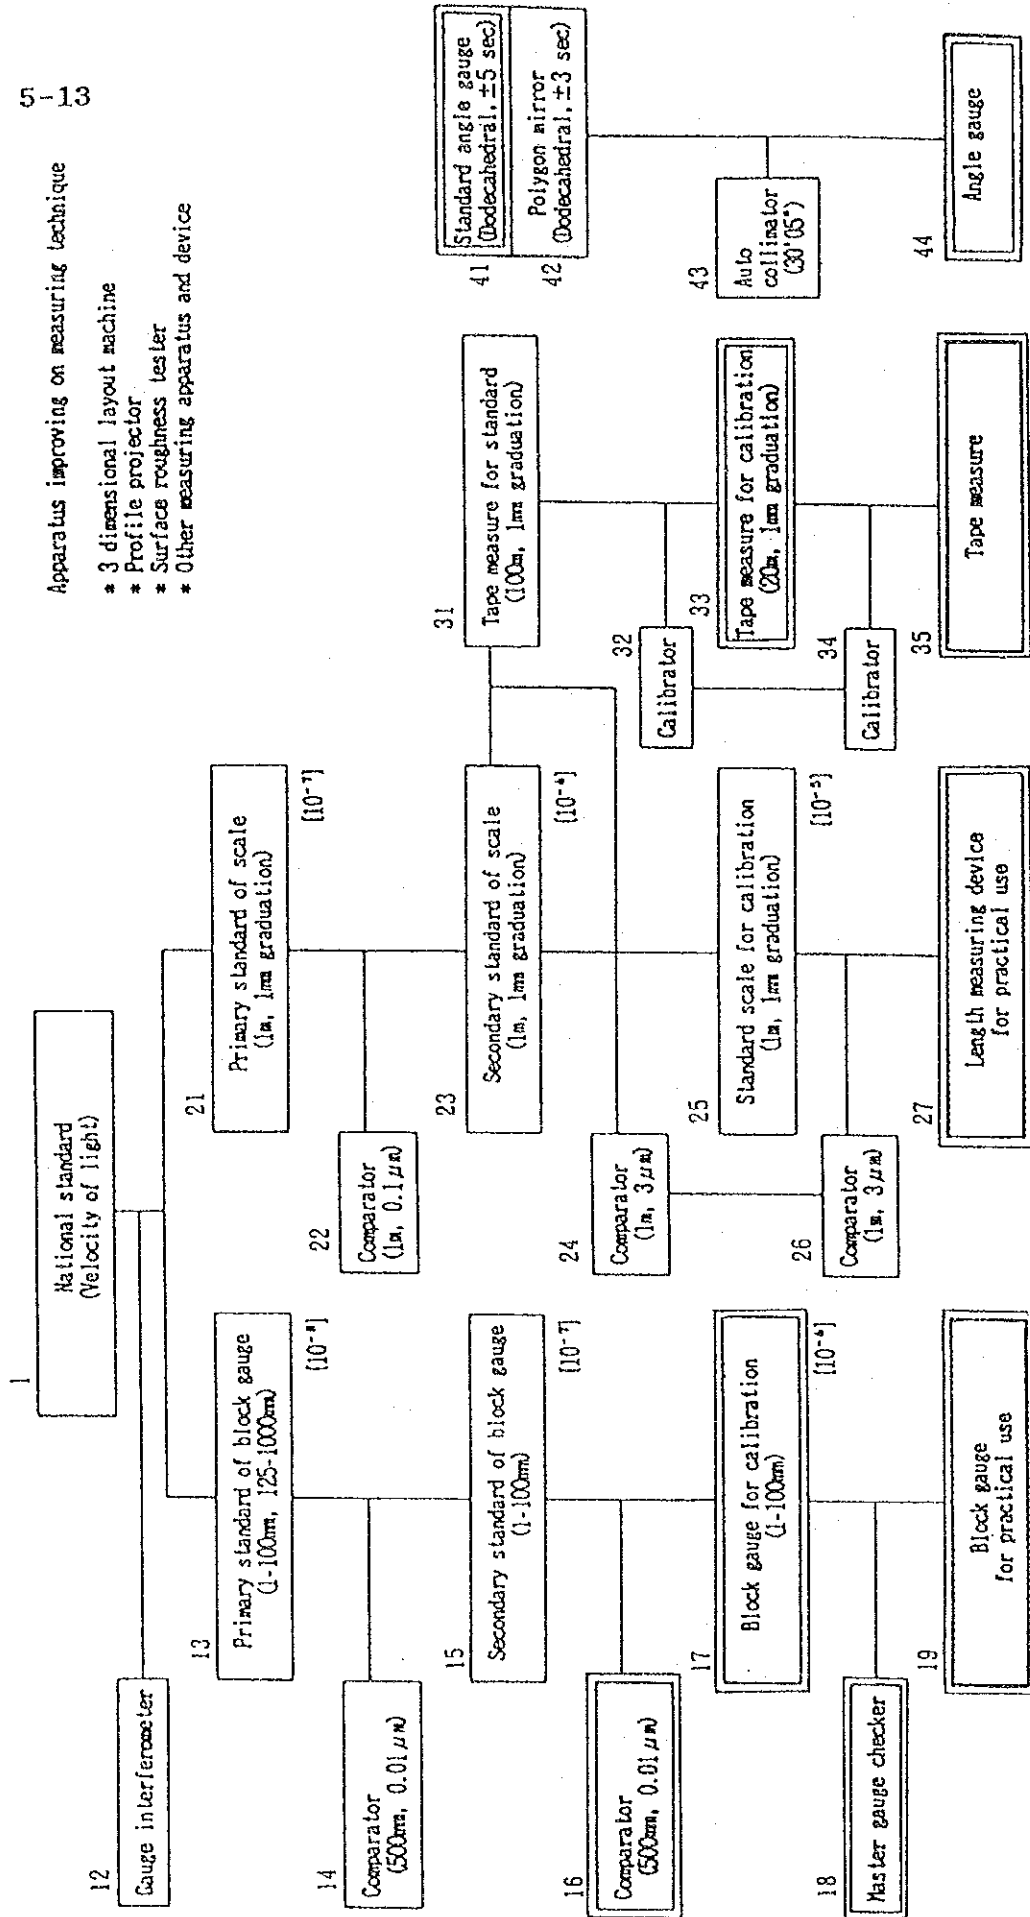 5-13
Apparatus improving on measuring technique
* 3 dimensional layout machine
* Profile projector
* Surface roughness tester
* Other measuring apparatus and device
1
National standard
(Velocity of light)
12
Gauge interferometer
13
Primary standard of block gauge
(1-100mm, 125-1000mm)
[10⁻⁸]
14
Comparator
(500mm, 0.01μm)
15
Secondary standard of block gauge
(1-100mm)
[10⁻⁷]
16
Comparator
(500mm, 0.01μm)
17
Block gauge for calibration
(1-100mm)
[10⁻⁶]
18
Master gauge checker
19
Block gauge
for practical use
21
Primary standard of scale
(1m, 1mm graduation)
[10⁻⁷]
22
Comparator
(1m, 0.1μm)
23
Secondary standard of scale
(1m, 1mm graduation)
[10⁻⁶]
24
Comparator
(1m, 3μm)
25
Standard scale for calibration
(1m, 1mm graduation)
[10⁻⁵]
26
Comparator
(1m, 3μm)
27
Length measuring device
for practical use
31
Tape measure for standard
(100m, 1mm graduation)
32
Calibrator
33
Tape measure for calibration
(20m, 1mm graduation)
34
Calibrator
35
Tape measure
41
Standard angle gauge
(Dodecahedral, ±5 sec)
42
Polygon mirror
(Dodecahedral, ±3 sec)
43
Auto
collimator
(30'05")
44
Angle gauge